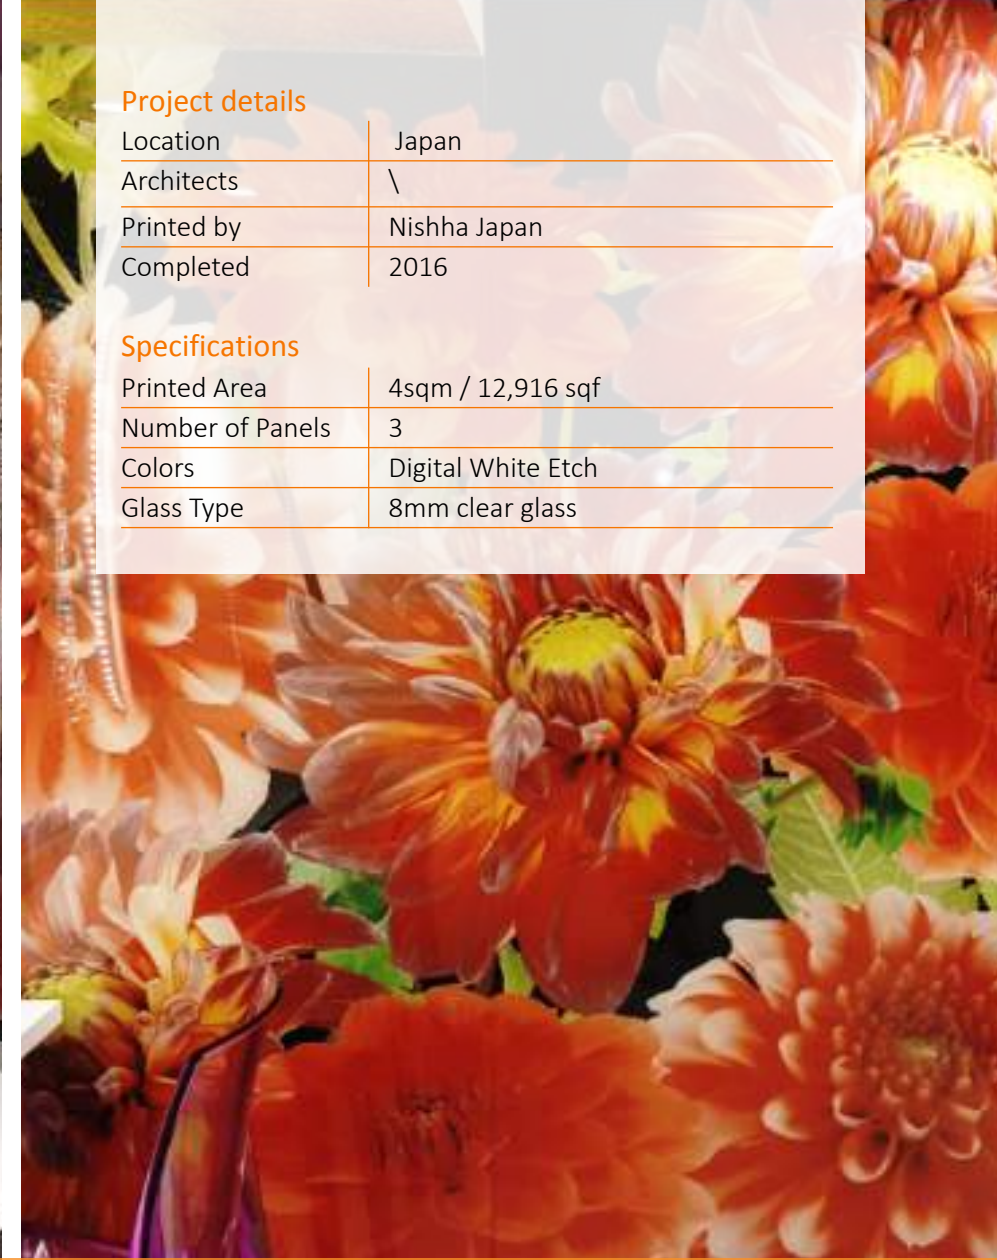 Project details
Location Japan
Architects \
Printed by Nishha Japan
Completed 2016
Specifications
Printed Area 4sqm / 12,916 sqf
Number of Panels 3
Colors Digital White Etch
Glass Type 8mm clear glass